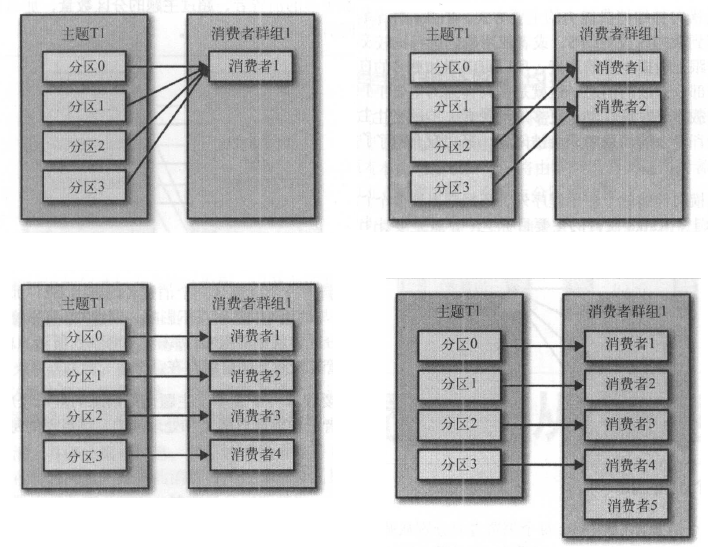 主题T1
消费者群组1
分区0
消费者1
分区1
分区2
分区3
主题T1
消费者群组1
分区0
消费者1
分区1
消费者2
分区2
分区3
主题T1
消费者群组1
分区0
消费者1
分区1
消费者2
分区2
消费者3
分区3
消费者4
主题T1
消费者群组1
分区0
消费者1
分区1
消费者2
分区2
消费者3
分区3
消费者4
消费者5